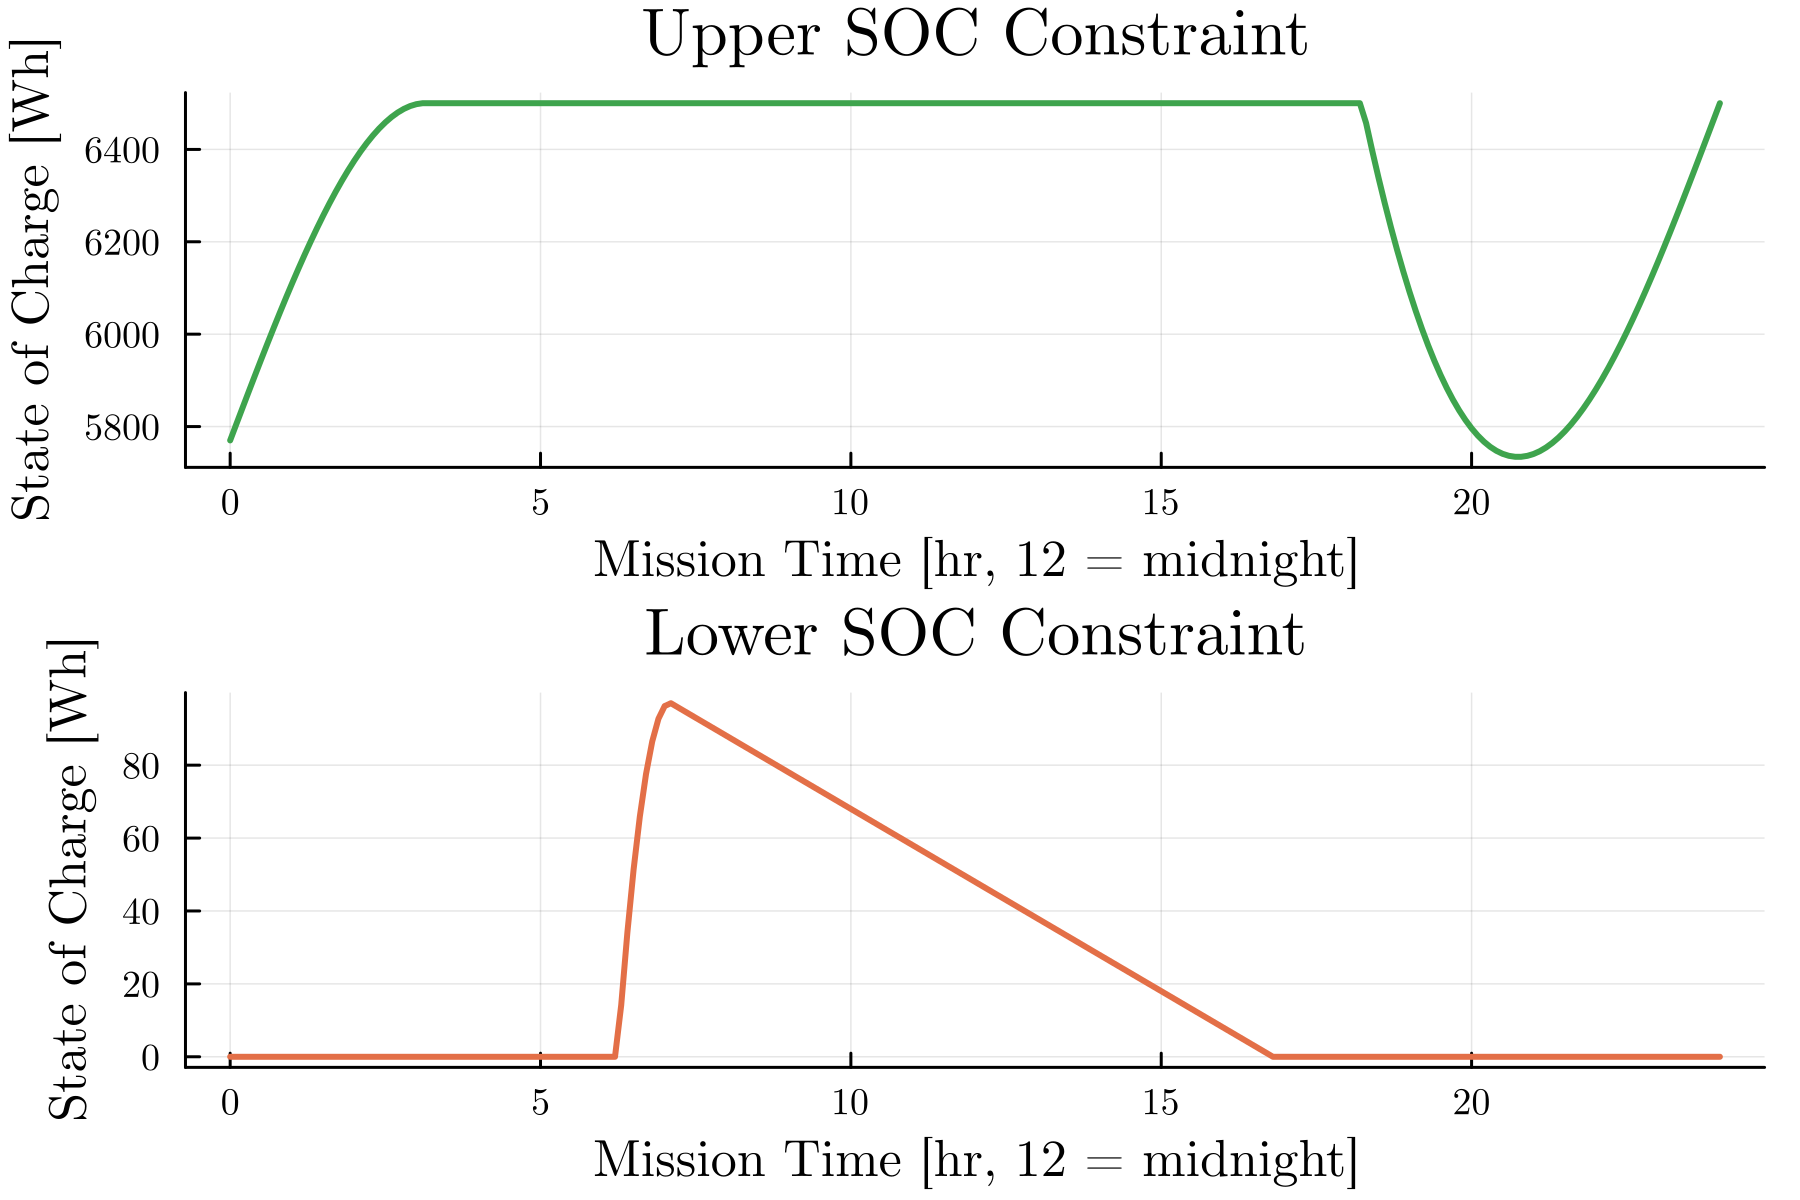 Upper SOC Constraint
State of Charge [Wh]
6400
6200
6000
5800
0 5 10 15 20
Mission Time [hr, 12 = midnight]
Lower SOC Constraint
State of Charge [Wh]
80
60
40
20
0
0 5 10 15 20
Mission Time [hr, 12 = midnight]